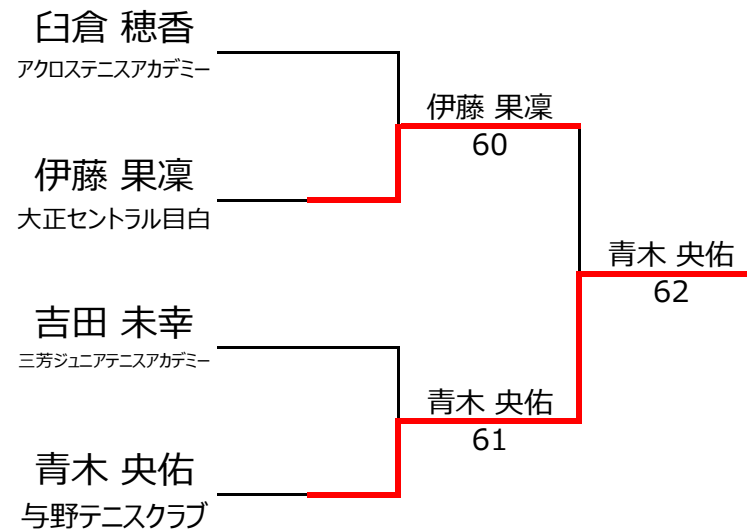 臼倉 穂香
アクロステニスアカデミー
伊藤 果凜
60
伊藤 果凜
大正セントラル目白
青木 央佑
62
吉田 未幸
三芳ジュニアテニスアカデミー
青木 央佑
61
青木 央佑
与野テニスクラブ